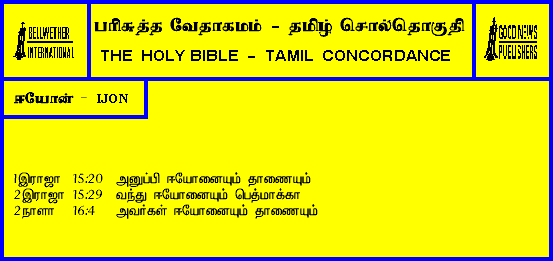 BELLWETHER
INTERNATIONAL
பரிசுத்த வேதாகமம் - தமிழ் சொல்தொகுதி
THE HOLY BIBLE - TAMIL CONCORDANCE
GOOD NEWS
PUBLISHERS
ஈயோன் - IJON
1இராஜா 15:20 அனுப்பி ஈயோனையும் தாணையும்
2இராஜா 15:29 வந்து ஈயோனையும் பெத்மாக்கா
2நாளா 16:4 அவர்கள் ஈயோனையும் தாணையும்